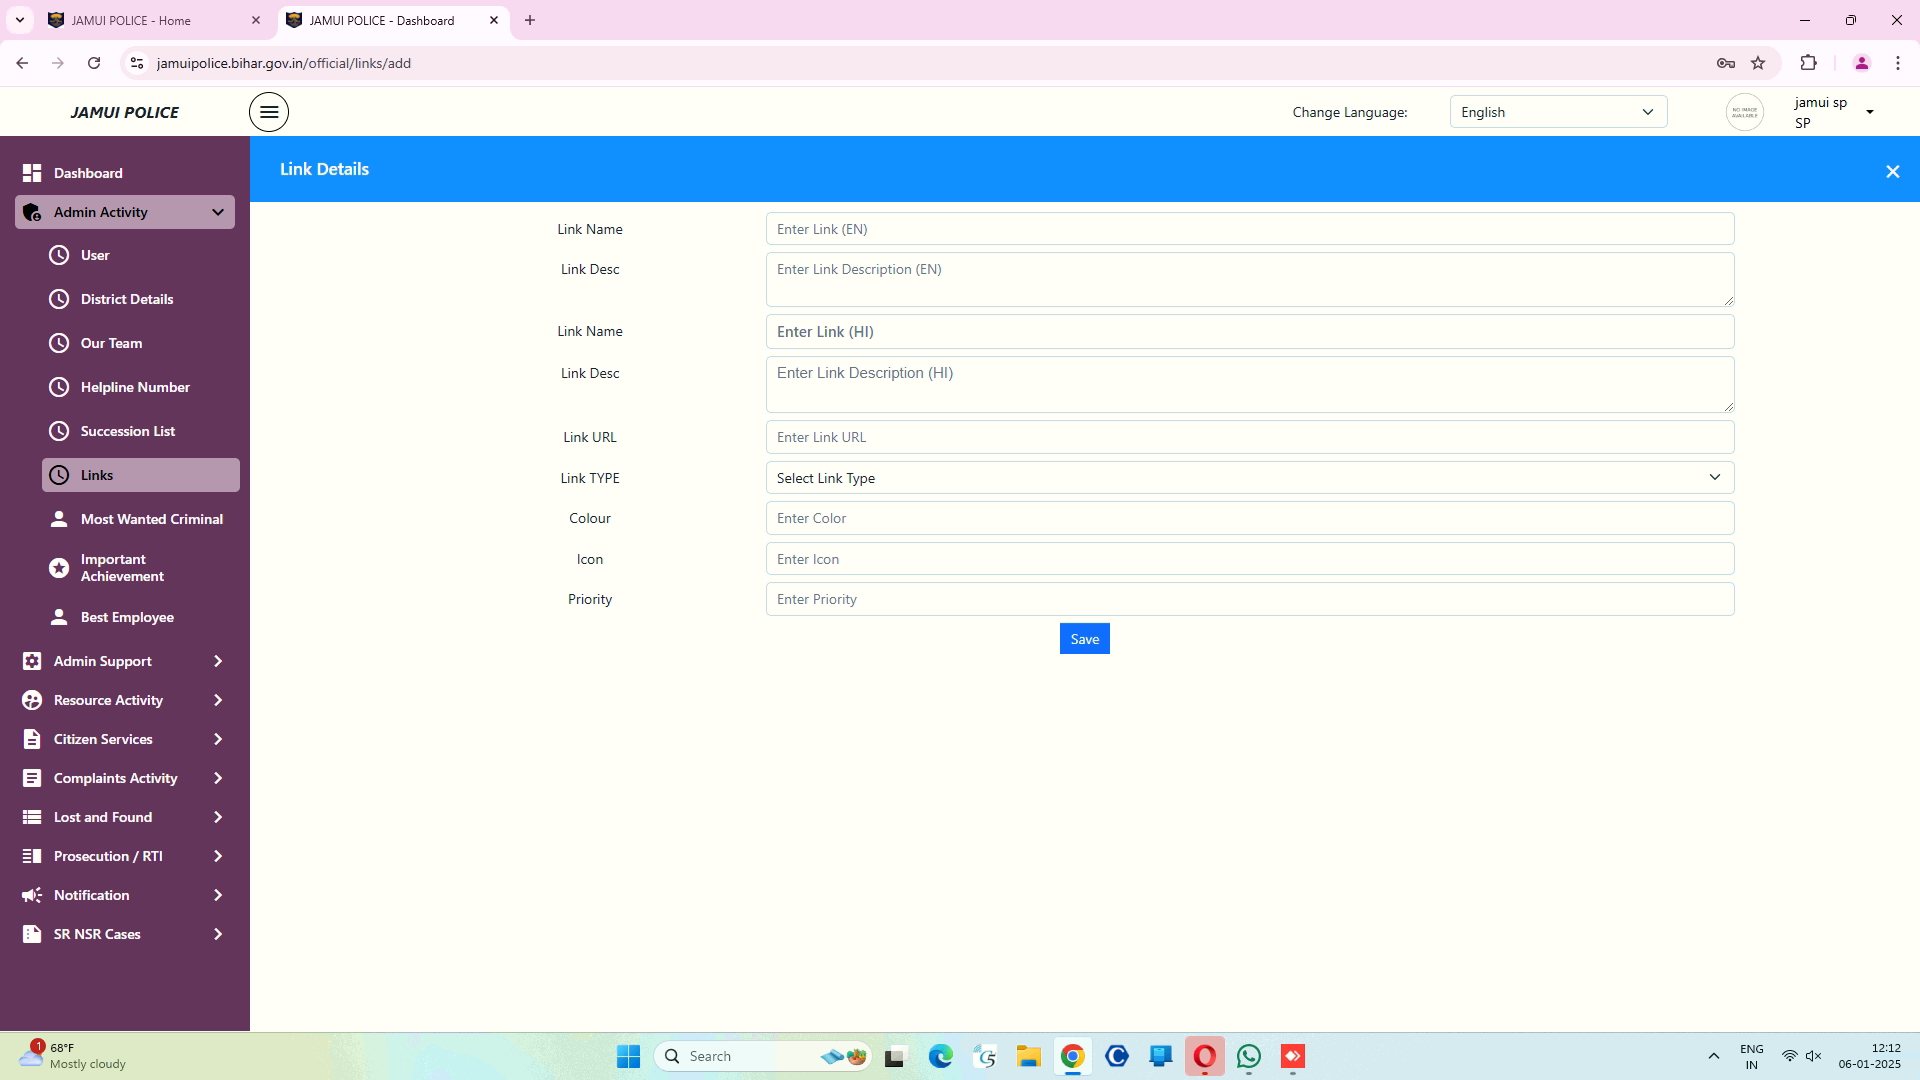 JAMUI POLICE - Home
JAMUI POLICE - Dashboard
jamuipolice.bihar.gov.in/official/links/add
JAMUI POLICE
Change Language:
English
NO IMAGE
AVAILABLE
jamui sp
SP
Dashboard
Admin Activity
User
District Details
Our Team
Helpline Number
Succession List
Links
Most Wanted Criminal
Important
Achievement
Best Employee
Admin Support
Resource Activity
Citizen Services
Complaints Activity
Lost and Found
Prosecution / RTI
Notification
SR NSR Cases
Link Details
Link Name
Enter Link (EN)
Link Desc
Enter Link Description (EN)
Link Name
Enter Link (HI)
Link Desc
Enter Link Description (HI)
Link URL
Enter Link URL
Link TYPE
Select Link Type
Colour
Enter Color
Icon
Enter Icon
Priority
Enter Priority
Save
1
68°F
Mostly cloudy
Search
ENG
IN
12:12
06-01-2025